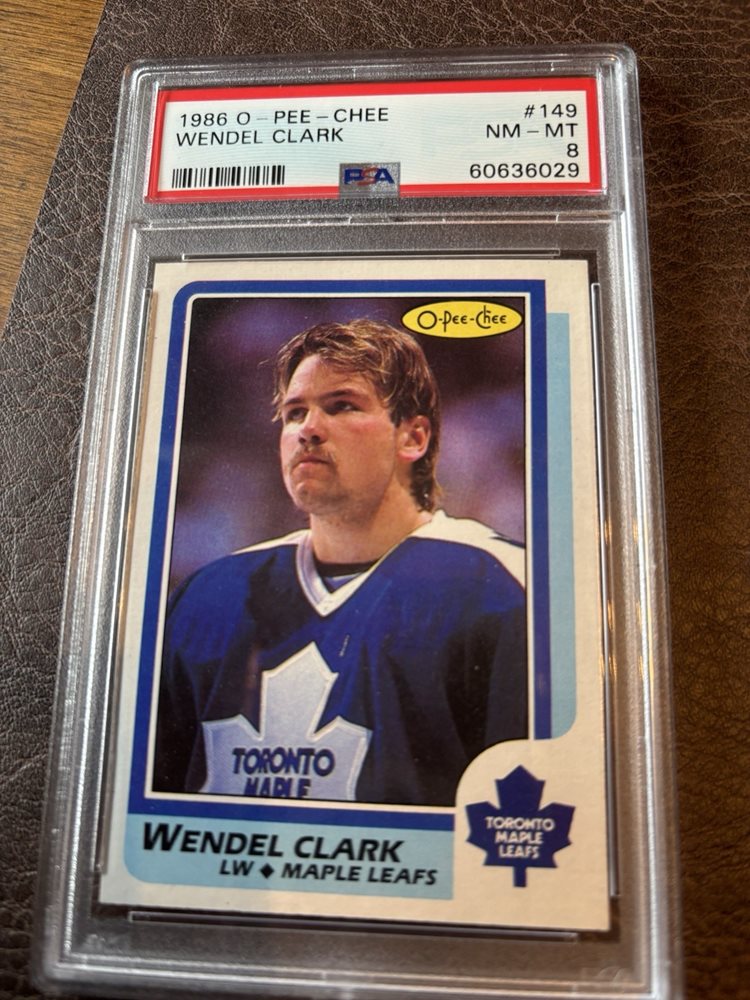 1986 O-PEE-CHEE #149
WENDEL CLARK NM-MT
8
PSA 60636029
O-Pee-Chee
TORONTO
MAPLE
WENDEL CLARK
LW ♦ MAPLE LEAFS
TORONTO
MAPLE
LEAFS